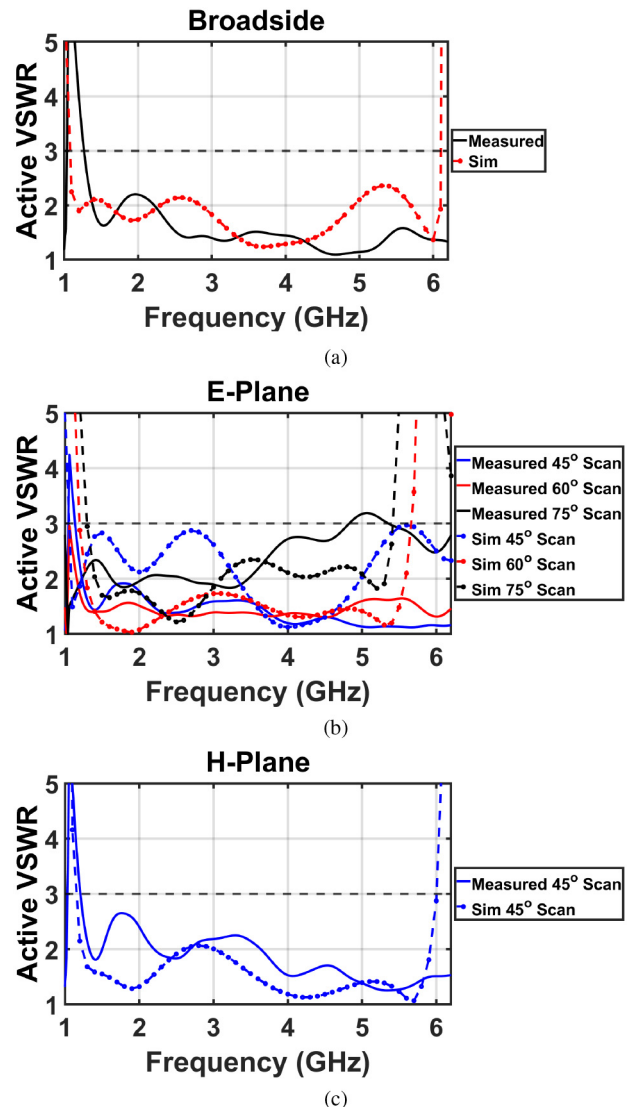 Broadside
5
4
3
2
1
Active VSWR
1 2 3 4 5 6
Frequency (GHz)
Measured
Sim
(a)
E-Plane
5
4
3
2
1
Active VSWR
1 2 3 4 5 6
Frequency (GHz)
Measured 45° Scan
Measured 60° Scan
Measured 75° Scan
Sim 45° Scan
Sim 60° Scan
Sim 75° Scan
(b)
H-Plane
5
4
3
2
1
Active VSWR
1 2 3 4 5 6
Frequency (GHz)
Measured 45° Scan
Sim 45° Scan
(c)